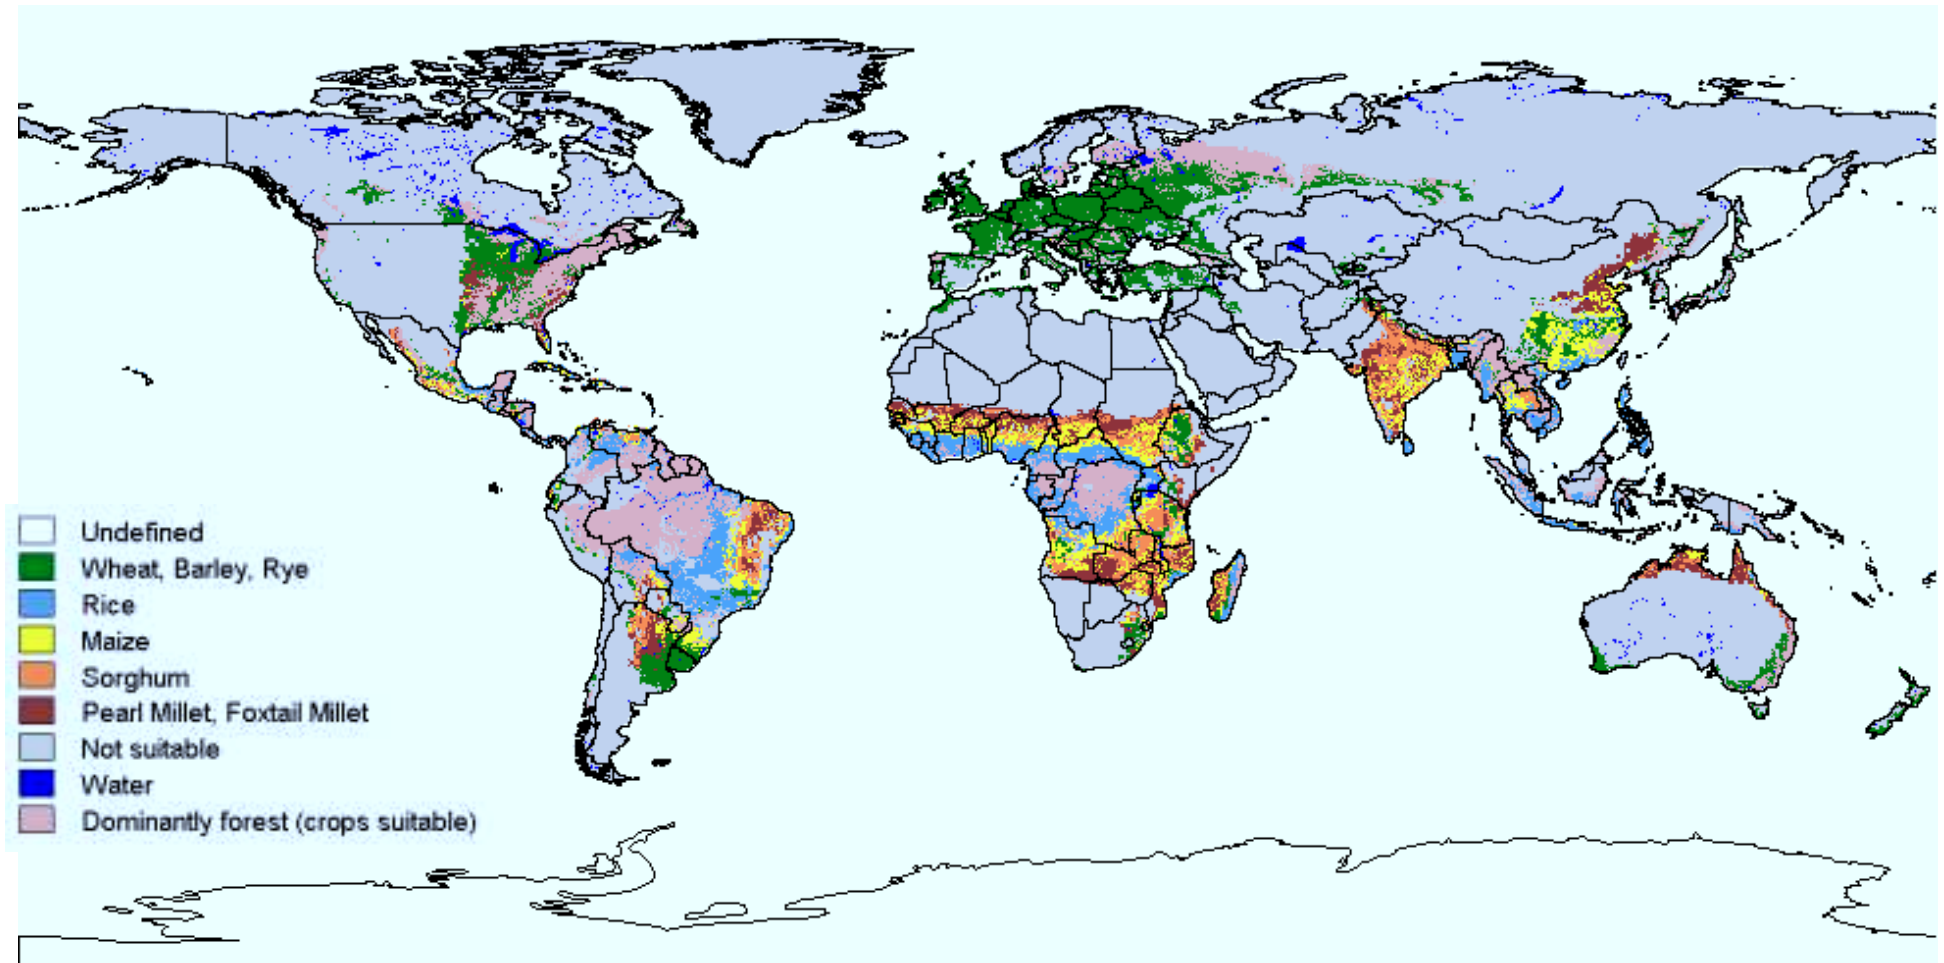 Undefined
Wheat, Barley, Rye
Rice
Maize
Sorghum
Pearl Millet, Foxtail Millet
Not suitable
Water
Dominantly forest (crops suitable)